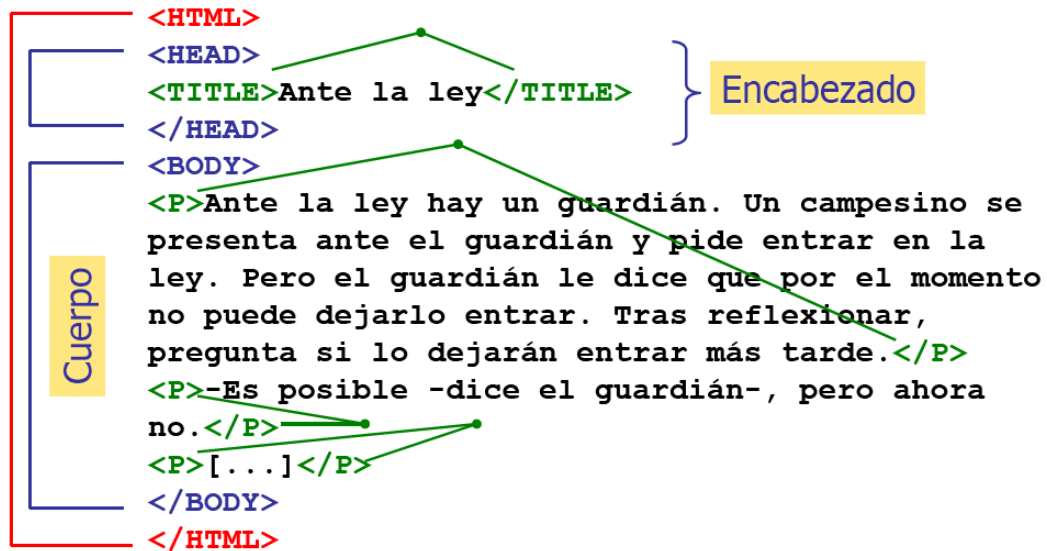 <HTML>
<HEAD>
<TITLE>Ante la ley</TITLE>
Encabezado
</HEAD>
<BODY>
<P>Ante la ley hay un guardián. Un campesino se
presenta ante el guardián y pide entrar en la
ley. Pero el guardián le dice que por el momento
no puede dejarlo entrar. Tras reflexionar,
pregunta si lo dejarán entrar más tarde.</P>
Cuerpo
<P>-Es posible -dice el guardián-, pero ahora
no.</P>
<P>[...]</P>
</BODY>
</HTML>